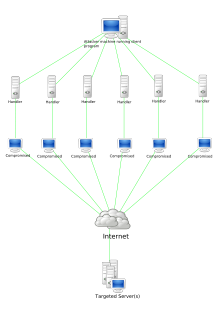 Attacker machine running client
program
Handler Handler Handler Handler Handler Handler
Compromised Compromised Compromised Compromised Compromised Compromised
Internet
Targeted Server(s)